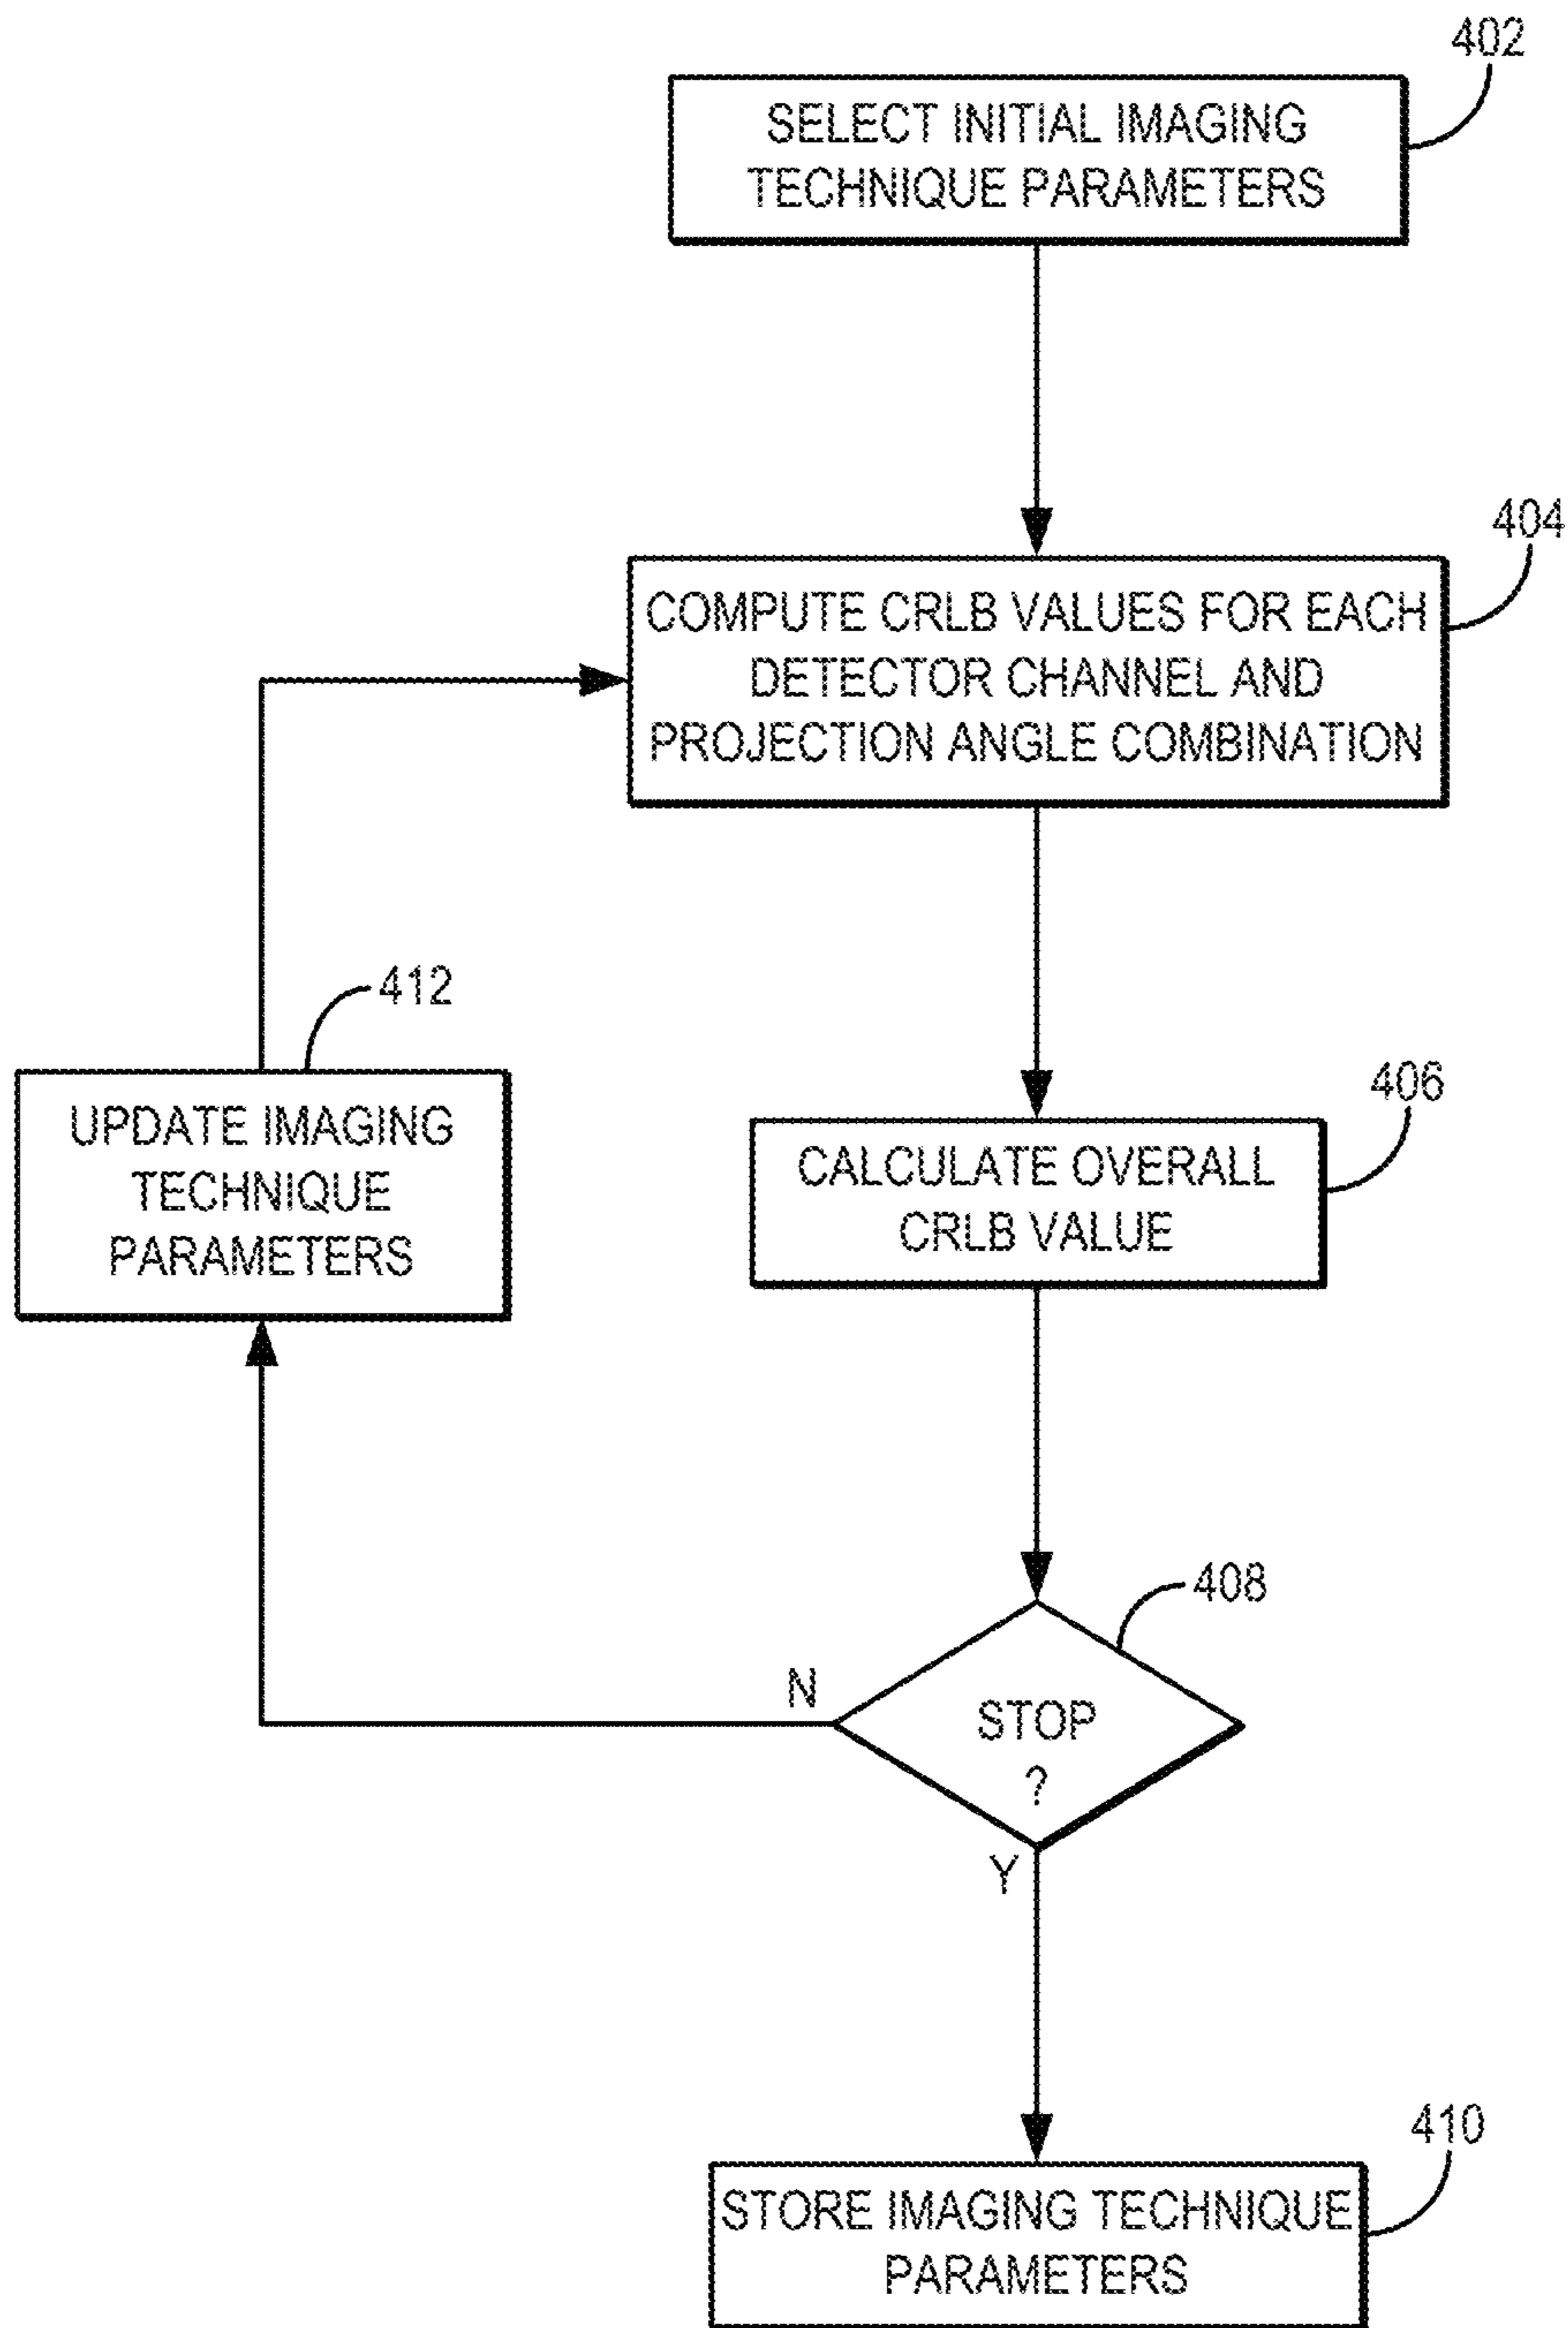 402
SELECT INITIAL IMAGING
TECHNIQUE PARAMETERS
404
COMPUTE CRLB VALUES FOR EACH
DETECTOR CHANNEL AND
PROJECTION ANGLE COMBINATION
412
UPDATE IMAGING
TECHNIQUE
PARAMETERS
406
CALCULATE OVERALL
CRLB VALUE
408
N
STOP
?
Y
410
STORE IMAGING TECHNIQUE
PARAMETERS